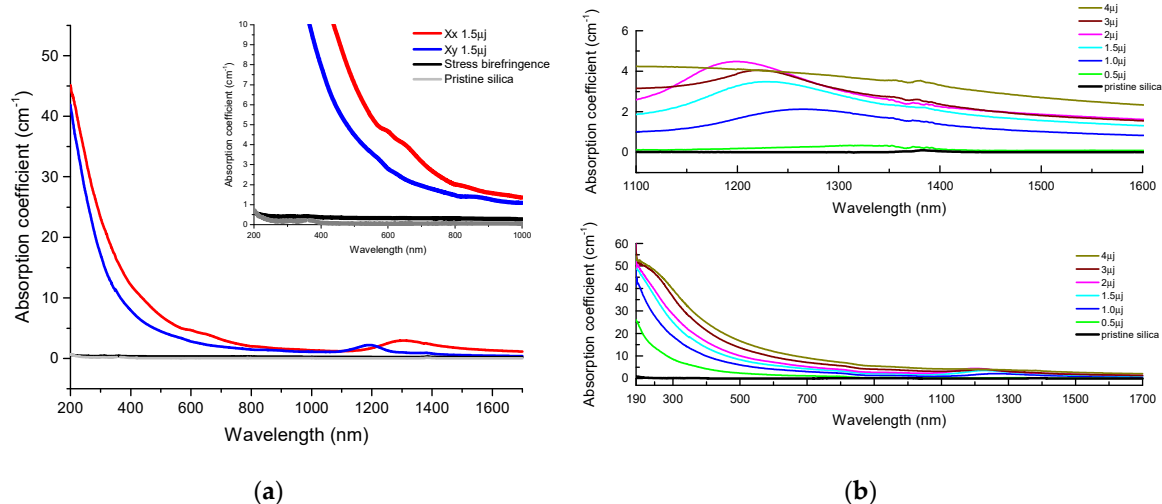 Absorption coefficient (cm⁻¹)
50
40
30
20
10
0
200 400 600 800 1000 1200 1400 1600
Wavelength (nm)
Absorption coefficient (cm⁻¹)
10
9
8
7
6
5
4
3
2
1
0
200 400 600 800 1000
Wavelength (nm)
Xx 1.5µj
Xy 1.5µj
Stress birefringence
Pristine silica
(a)
4µj
3µj
2µj
1.5µj
1.0µj
0.5µj
pristine silica
Absorption coefficient (cm⁻¹)
6
4
2
0
1100 1200 1300 1400 1500 1600
Wavelength (nm)
4µj
3µj
2µj
1.5µj
1.0µj
0.5µj
pristine silica
Absorption coefficient (cm⁻¹)
60
50
40
30
20
10
0
190 300 500 700 900 1100 1300 1500 1700
Wavelength (nm)
(b)